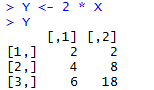 > Y <- 2 * X
> Y
     [,1] [,2]
[1,]    2    2
[2,]    4    8
[3,]    6   18